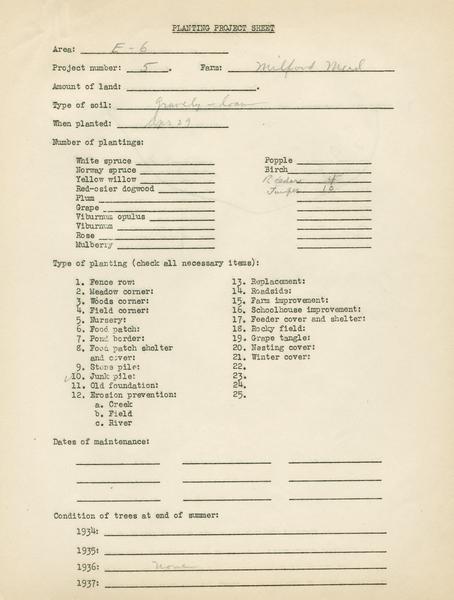 PLANTING PROJECT SHEET
Area: E-6
Project number: 5. Farm: Milford Mead
Amount of land: .
Type of soil: gravely - loam
When planted: Apr 29
Number of plantings:
White spruce Popple
Norway spruce Birch
Yellow willow R Cedar 4
Red-osier dogwood Juniper 10
Plum
Grape
Viburnum opulus
Viburnum
Rose
Mulberry
Type of planting (check all necessary items):
1. Fence row: 13. Replacement:
2. Meadow corner: 14. Roadside:
3. Woods corner: 15. Farm improvement:
4. Field corner: 16. Schoolhouse improvement:
5. Nursery: 17. Feeder cover and shelter:
6. Food patch: 18. Rocky field:
7. Pond border: 19. Grape tangle:
8. Food patch shelter 20. Nesting cover:
and cover: 21. Winter cover:
9. Stone pile: 22.
✓10. Junk pile: 23.
11. Old foundation: 24.
12. Erosion prevention: 25.
a. Creek
b. Field
c. River
Dates of maintenance:
Condition of trees at end of summer:
1934:
1935:
1936: None
1937: